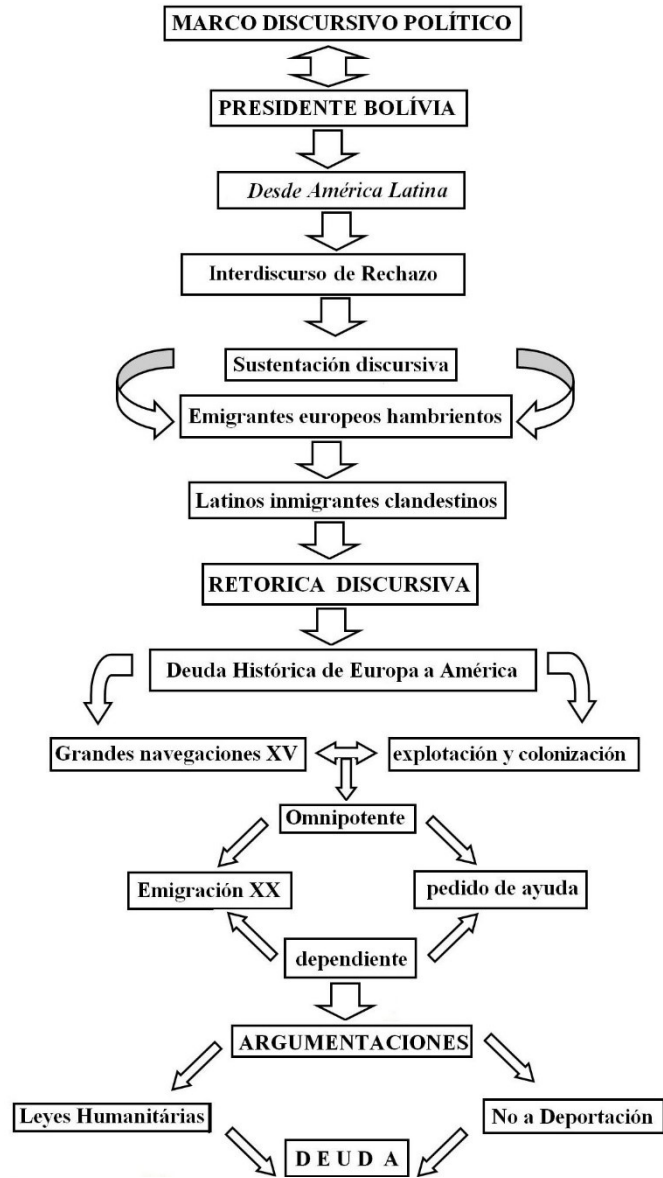 MARCO DISCURSIVO POLÍTICO
PRESIDENTE BOLÍVIA
Desde América Latina
Interdiscurso de Rechazo
Sustentación discursiva
Emigrantes europeos hambrientos
Latinos inmigrantes clandestinos
RETORICA DISCURSIVA
Deuda Histórica de Europa a América
Grandes navegaciones XV
explotación y colonización
Omnipotente
Emigración XX
pedido de ayuda
dependiente
ARGUMENTACIONES
Leyes Humanitárias
No a Deportación
D E U D A